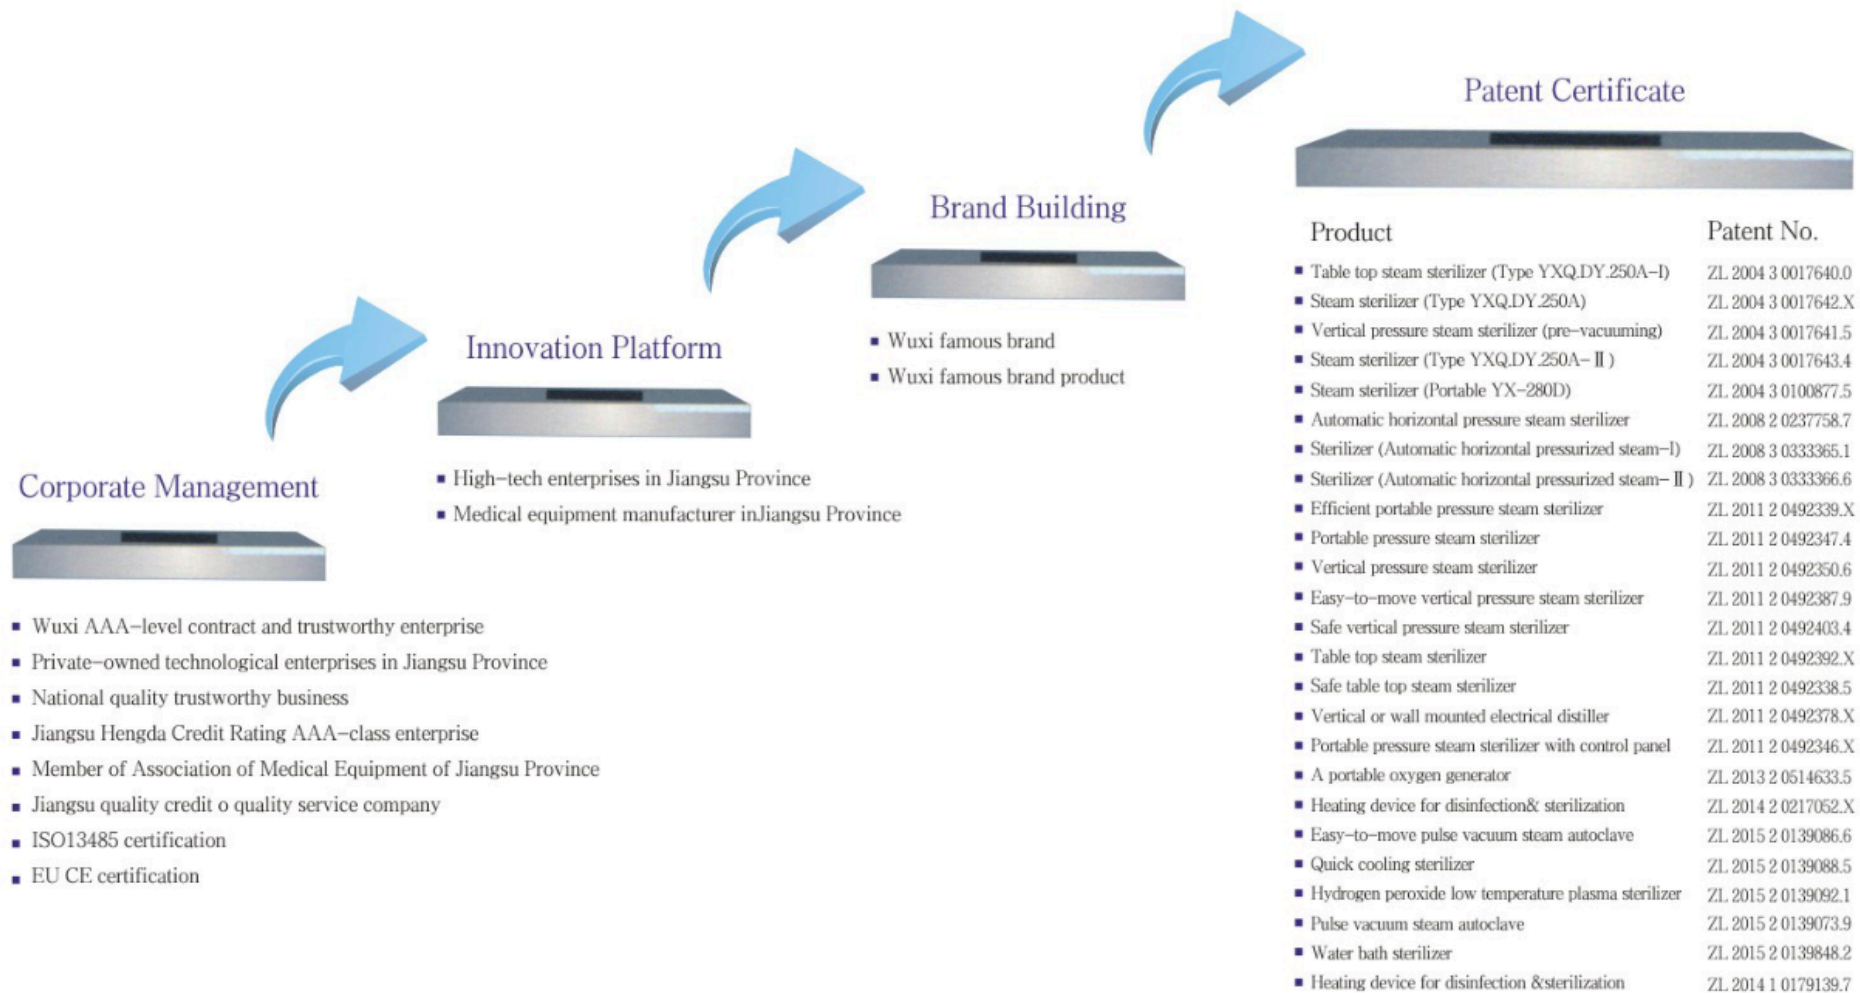 Corporate Management
Wuxi AAA-level contract and trustworthy enterprise
Private-owned technological enterprises in Jiangsu Province
National quality trustworthy business
Jiangsu Hengda Credit Rating AAA-class enterprise
Member of Association of Medical Equipment of Jiangsu Province
Jiangsu quality credit o quality service company
ISO13485 certification
EU CE certification
Innovation Platform
High-tech enterprises in Jiangsu Province
Medical equipment manufacturer inJiangsu Province
Brand Building
Wuxi famous brand
Wuxi famous brand product
Patent Certificate
Product Patent No.
Table top steam sterilizer (Type YXQ.DY.250A-I) ZL 2004 3 0017640.0
Steam sterilizer (Type YXQ.DY.250A) ZL 2004 3 0017642.X
Vertical pressure steam sterilizer (pre-vacuuming) ZL 2004 3 0017641.5
Steam sterilizer (Type YXQ.DY.250A-Ⅱ) ZL 2004 3 0017643.4
Steam sterilizer (Portable YX-280D) ZL 2004 3 0100877.5
Automatic horizontal pressure steam sterilizer ZL 2008 2 0237758.7
Sterilizer (Automatic horizontal pressurized steam-I) ZL 2008 3 0333365.1
Sterilizer (Automatic horizontal pressurized steam-Ⅱ) ZL 2008 3 0333366.6
Efficient portable pressure steam sterilizer ZL 2011 2 0492339.X
Portable pressure steam sterilizer ZL 2011 2 0492347.4
Vertical pressure steam sterilizer ZL 2011 2 0492350.6
Easy-to-move vertical pressure steam sterilizer ZL 2011 2 0492387.9
Safe vertical pressure steam sterilizer ZL 2011 2 0492403.4
Table top steam sterilizer ZL 2011 2 0492392.X
Safe table top steam sterilizer ZL 2011 2 0492338.5
Vertical or wall mounted electrical distiller ZL 2011 2 0492378.X
Portable pressure steam sterilizer with control panel ZL 2011 2 0492346.X
A portable oxygen generator ZL 2013 2 0514633.5
Heating device for disinfection& sterilization ZL 2014 2 0217052.X
Easy-to-move pulse vacuum steam autoclave ZL 2015 2 0139086.6
Quick cooling sterilizer ZL 2015 2 0139088.5
Hydrogen peroxide low temperature plasma sterilizer ZL 2015 2 0139092.1
Pulse vacuum steam autoclave ZL 2015 2 0139073.9
Water bath sterilizer ZL 2015 2 0139848.2
Heating device for disinfection &sterilization ZL 2014 1 0179139.7